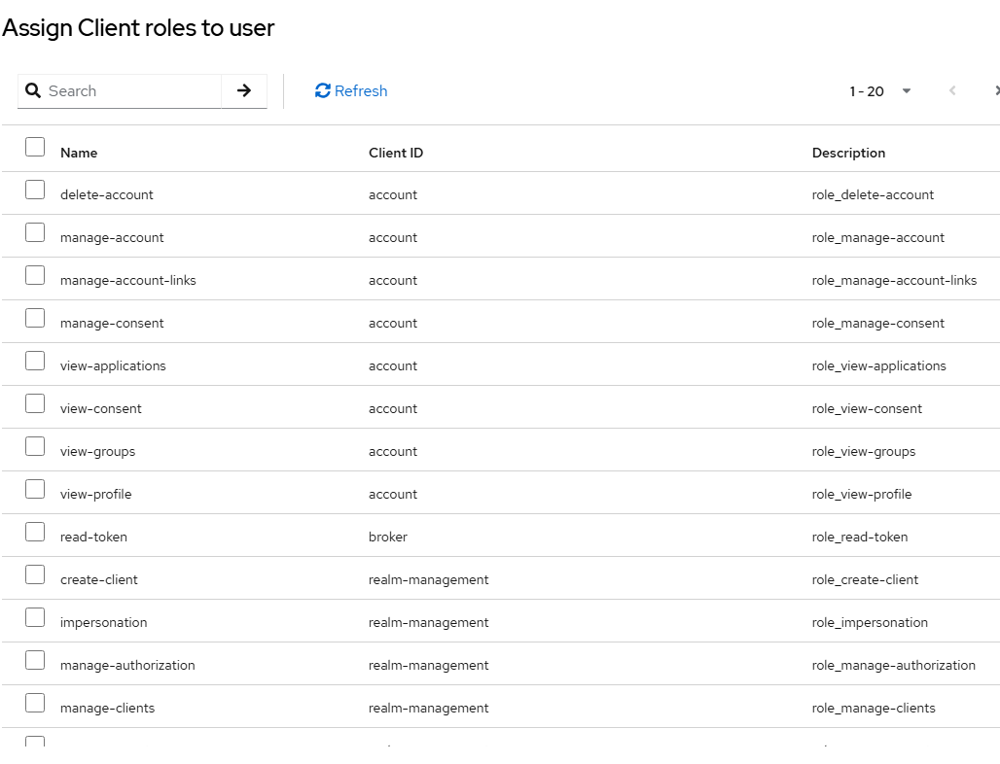 Assign Client roles to user
Search
Refresh
1 - 20
Name Client ID Description
delete-account account role_delete-account
manage-account account role_manage-account
manage-account-links account role_manage-account-links
manage-consent account role_manage-consent
view-applications account role_view-applications
view-consent account role_view-consent
view-groups account role_view-groups
view-profile account role_view-profile
read-token broker role_read-token
create-client realm-management role_create-client
impersonation realm-management role_impersonation
manage-authorization realm-management role_manage-authorization
manage-clients realm-management role_manage-clients